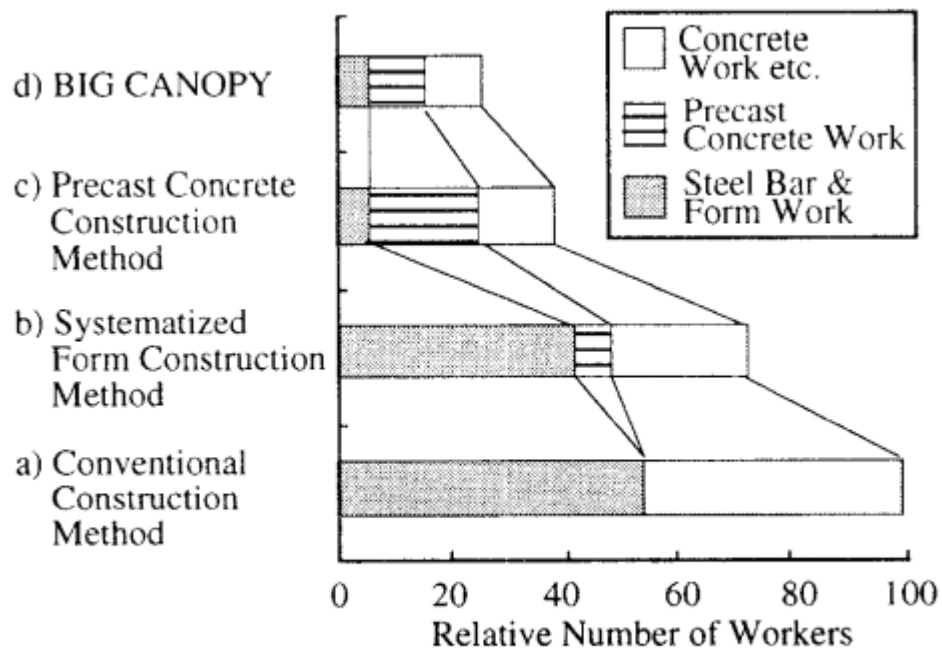 d) BIG CANOPY
c) Precast Concrete
Construction
Method
b) Systematized
Form Construction
Method
a) Conventional
Construction
Method
Concrete
Work etc.
Precast
Concrete Work
Steel Bar &
Form Work
0 20 40 60 80 100
Relative Number of Workers